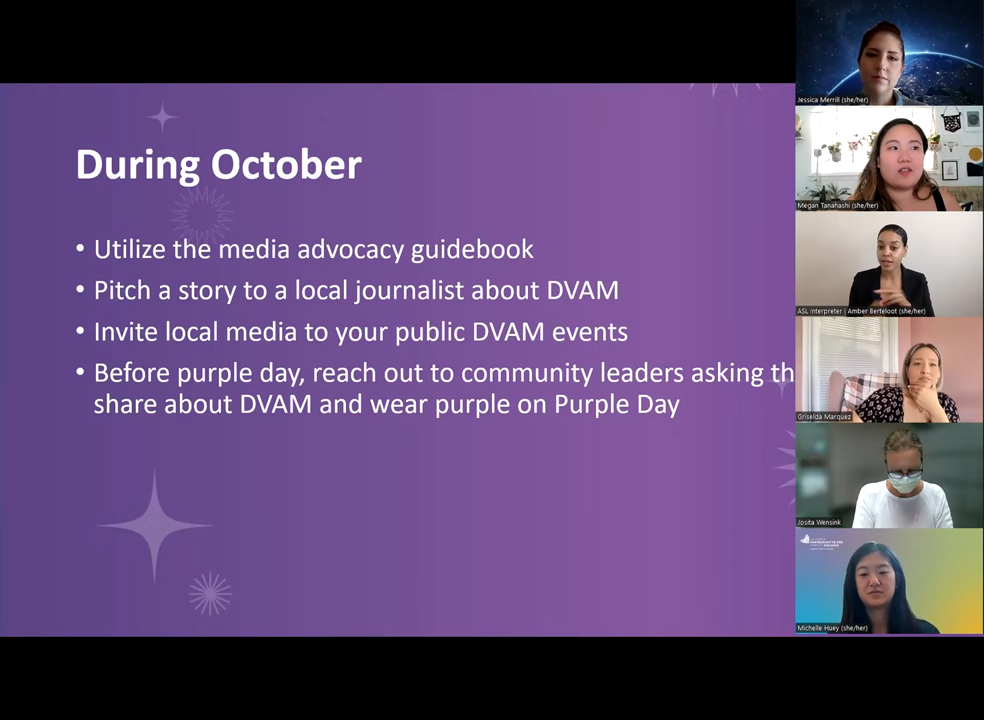 During October
• Utilize the media advocacy guidebook
• Pitch a story to a local journalist about DVAM
• Invite local media to your public DVAM events
• Before purple day, reach out to community leaders asking th
share about DVAM and wear purple on Purple Day
Jessica Merrill (she/her)
Megan Tanahashi (she/her)
ASL interpreter | Amber Berteloot (she/her)
Griselda Marquez
Josita Wensink
Michelle Huey (she/her)